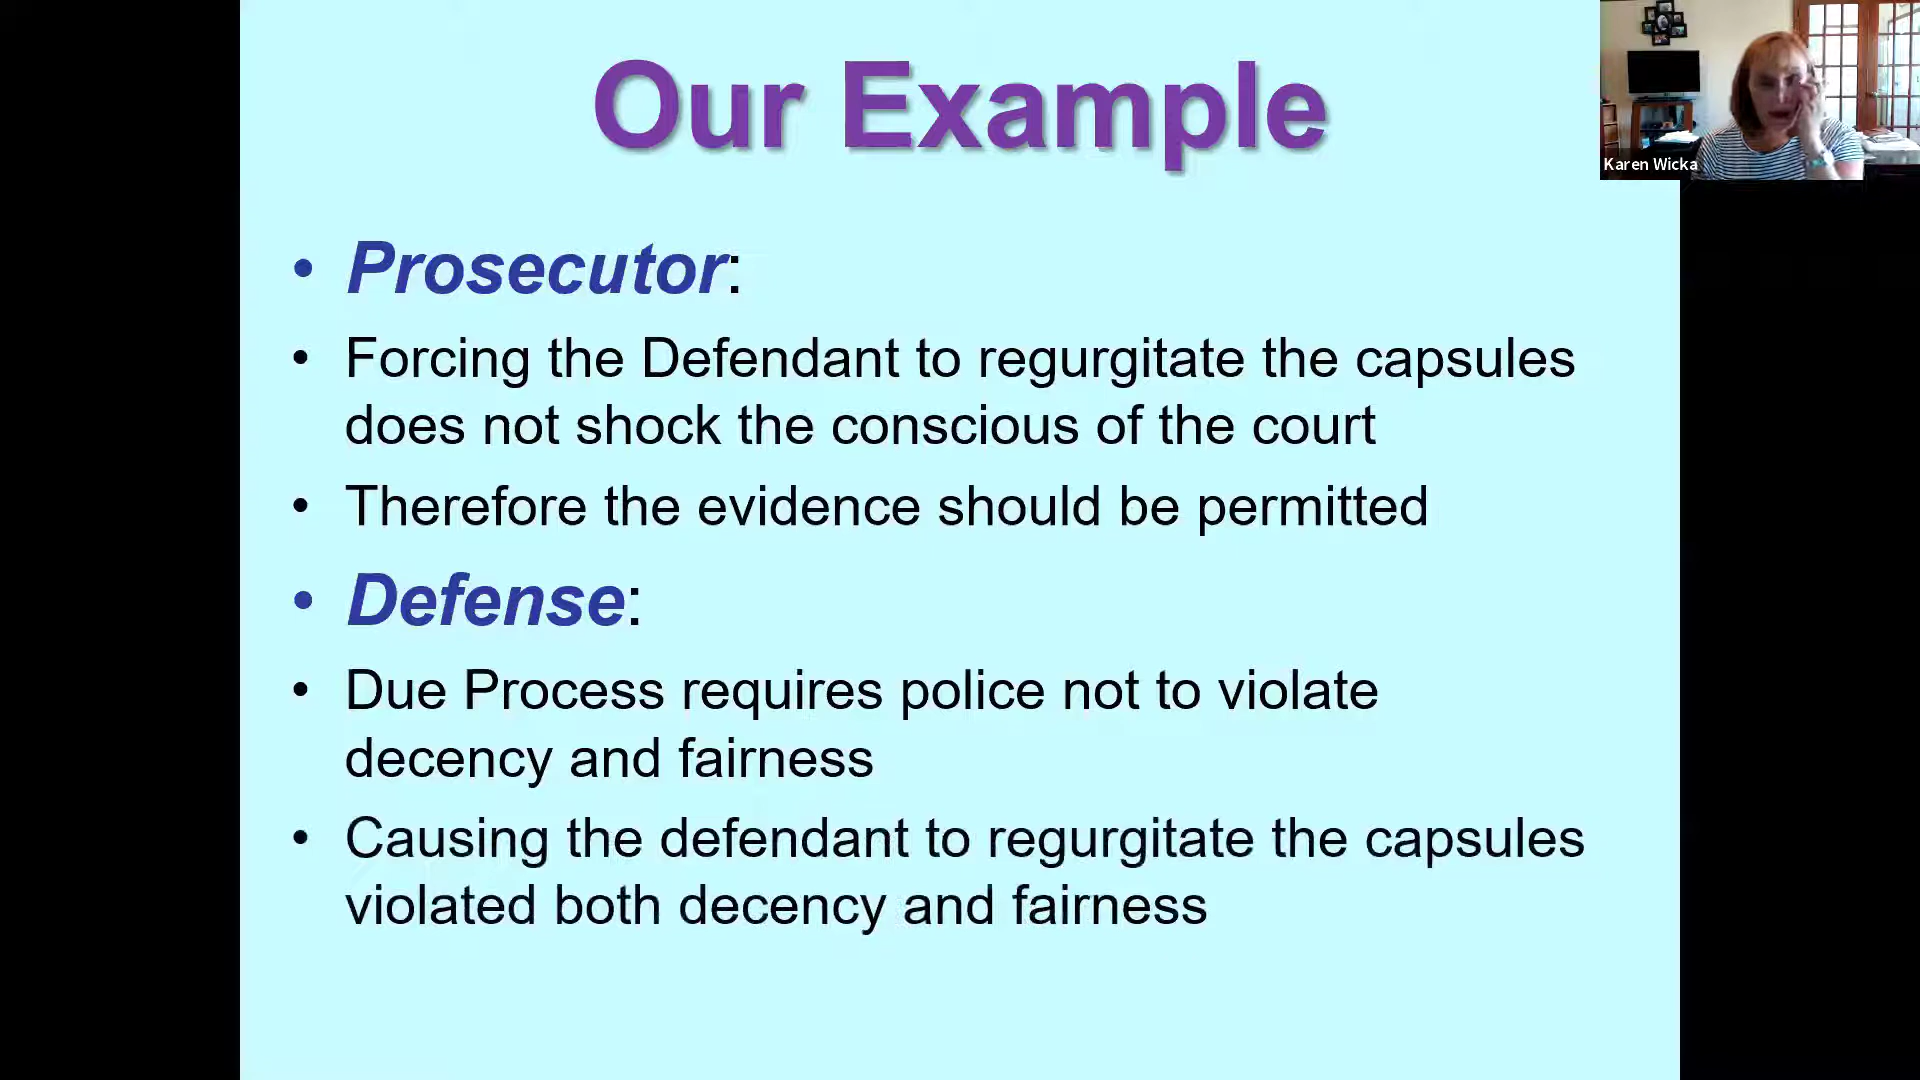 Our Example
Karen Wicka
• Prosecutor:
• Forcing the Defendant to regurgitate the capsules
does not shock the conscious of the court
• Therefore the evidence should be permitted
• Defense:
• Due Process requires police not to violate
decency and fairness
• Causing the defendant to regurgitate the capsules
violated both decency and fairness